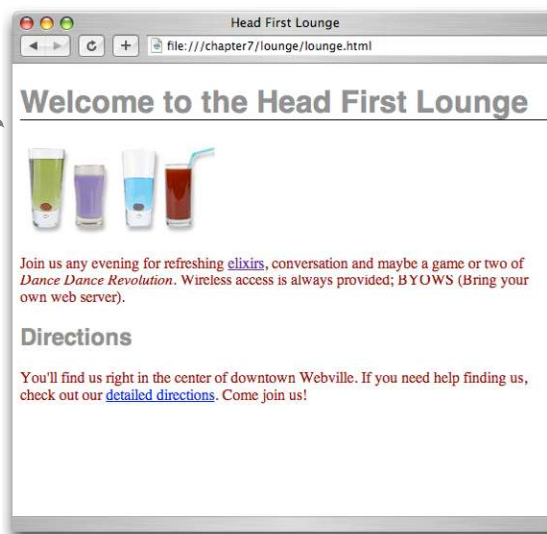 Head First Lounge
file:///chapter7/lounge/lounge.html
Welcome to the Head First Lounge
Join us any evening for refreshing elixirs, conversation and maybe a game or two of
Dance Dance Revolution. Wireless access is always provided; BYOWS (Bring your
own web server).
Directions
You'll find us right in the center of downtown Webville. If you need help finding us,
check out our detailed directions. Come join us!